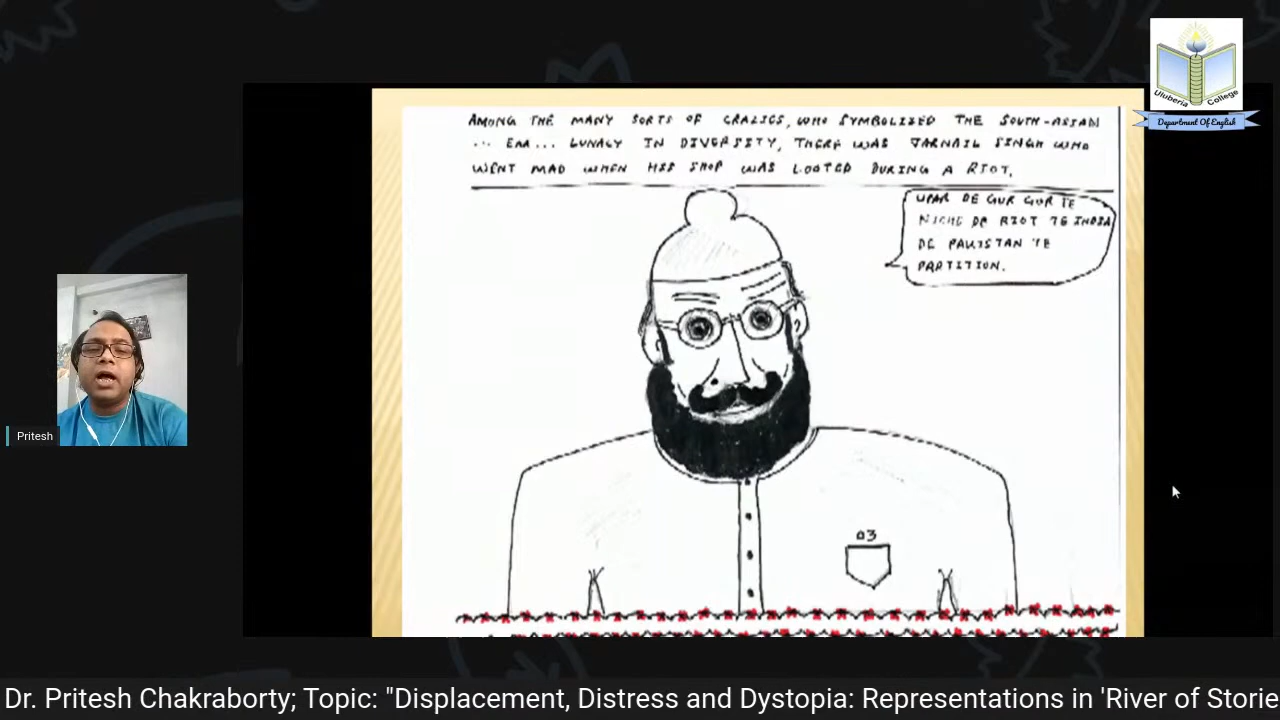 AMONG THE MANY SORTS OF CRAZIES, WHO SYMBOLIZED THE SOUTH-ASIAN
... ERR... LUNACY IN DIVERSITY, THERE WAS JARNAIL SINGH WHO
WENT MAD WHEN HIS SHOP WAS LOOTED DURING A RIOT.
UPAR DE GUR GUR TE
NICHE DE RIOT TE INDIA
DE PAKISTAN TE
PARTITION.
03
Uluberia College
Department Of English
Pritesh
Dr. Pritesh Chakraborty; Topic: "Displacement, Distress and Dystopia: Representations in 'River of Storie